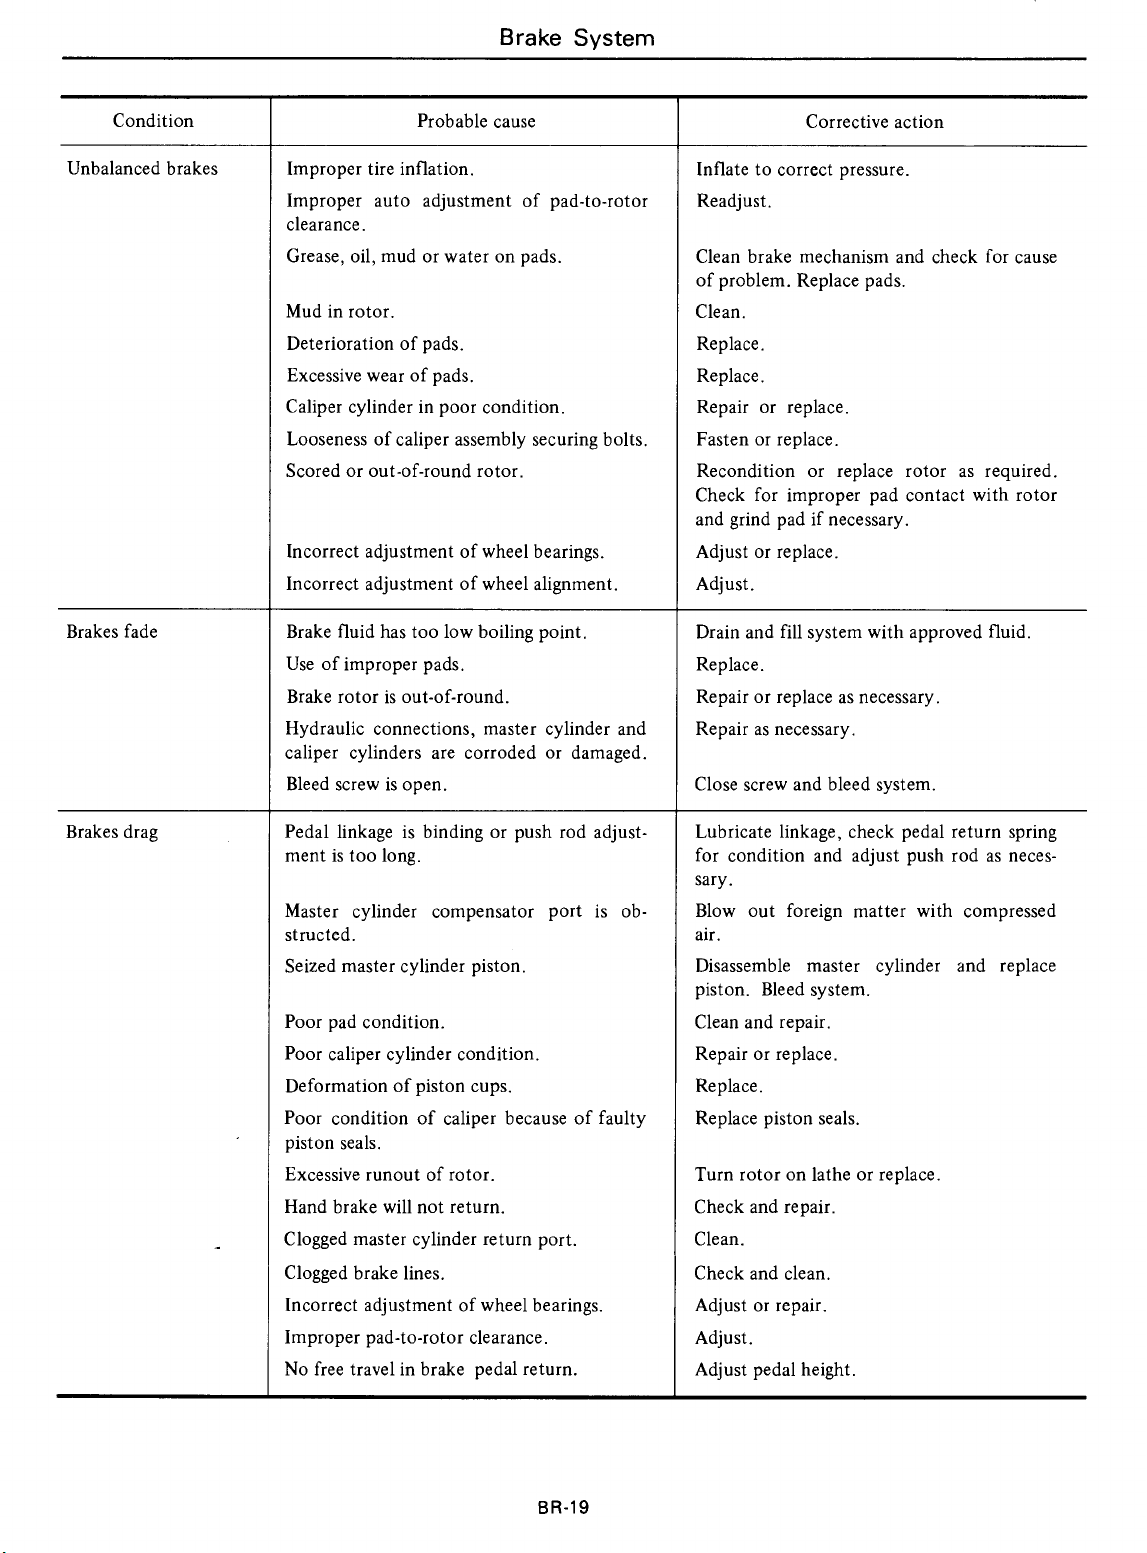 Brake System
Condition Probable cause Corrective action
Unbalanced brakes Improper tire inflation. Inflate to correct pressure.
Improper auto adjustment of pad-to-rotor Readjust.
clearance.
Grease, oil, mud or water on pads. Clean brake mechanism and check for cause
of problem. Replace pads.
Mud in rotor. Clean.
Deterioration of pads. Replace.
Excessive wear of pads. Replace.
Caliper cylinder in poor condition. Repair or replace.
Looseness of caliper assembly securing bolts. Fasten or replace.
Scored or out-of-round rotor. Recondition or replace rotor as required.
Check for improper pad contact with rotor
and grind pad if necessary.
Incorrect adjustment of wheel bearings. Adjust or replace.
Incorrect adjustment of wheel alignment. Adjust.
Brakes fade Brake fluid has too low boiling point. Drain and fill system with approved fluid.
Use of improper pads. Replace.
Brake rotor is out-of-round. Repair or replace as necessary.
Hydraulic connections, master cylinder and Repair as necessary.
caliper cylinders are corroded or damaged.
Bleed screw is open. Close screw and bleed system.
Brakes drag Pedal linkage is binding or push rod adjust- Lubricate linkage, check pedal return spring
ment is too long. for condition and adjust push rod as neces-
sary.
Master cylinder compensator port is ob- Blow out foreign matter with compressed
structed. air.
Seized master cylinder piston. Disassemble master cylinder and replace
piston. Bleed system.
Poor pad condition. Clean and repair.
Poor caliper cylinder condition. Repair or replace.
Deformation of piston cups. Replace.
Poor condition of caliper because of faulty Replace piston seals.
piston seals.
Excessive runout of rotor. Turn rotor on lathe or replace.
Hand brake will not return. Check and repair.
Clogged master cylinder return port. Clean.
Clogged brake lines. Check and clean.
Incorrect adjustment of wheel bearings. Adjust or repair.
Improper pad-to-rotor clearance. Adjust.
No free travel in brake pedal return. Adjust pedal height.
BR-19